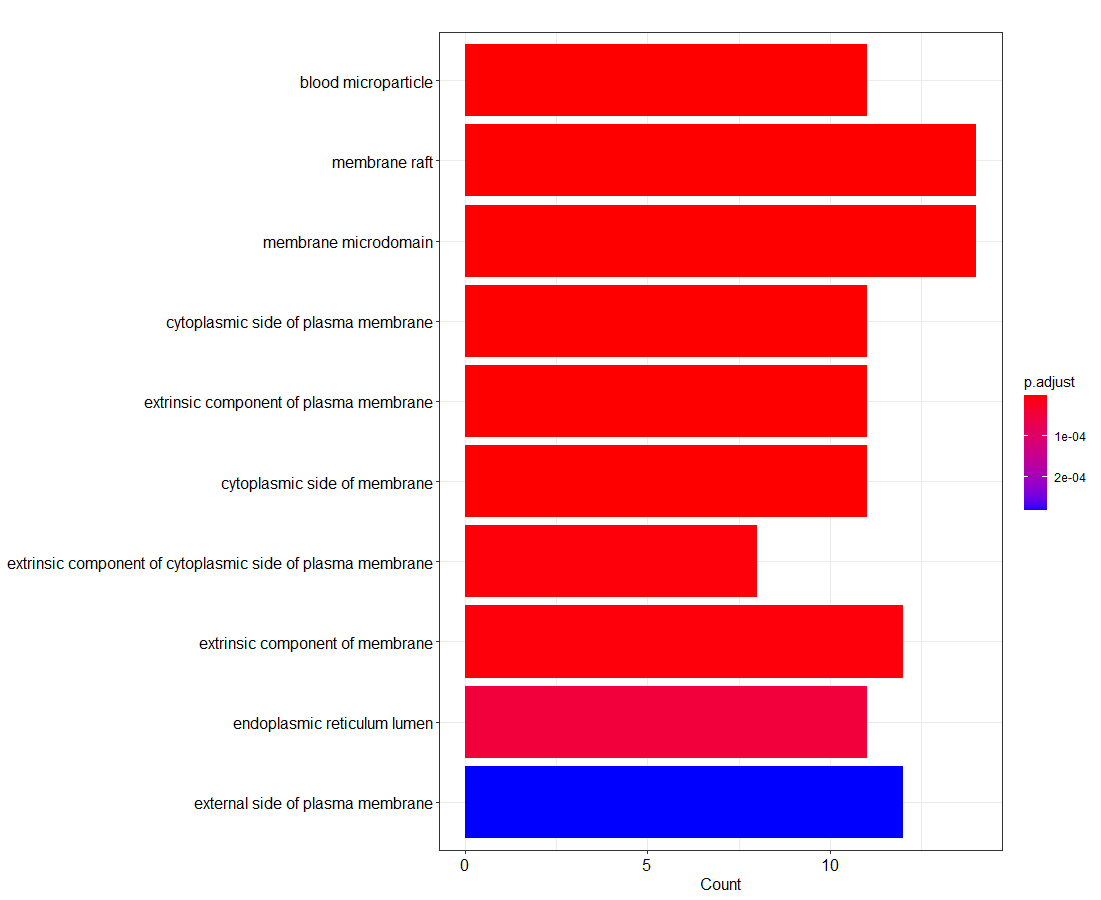 blood microparticle
membrane raft
membrane microdomain
cytoplasmic side of plasma membrane
extrinsic component of plasma membrane
cytoplasmic side of membrane
extrinsic component of cytoplasmic side of plasma membrane
extrinsic component of membrane
endoplasmic reticulum lumen
external side of plasma membrane
0
5
10
Count
p.adjust
1e-04
2e-04